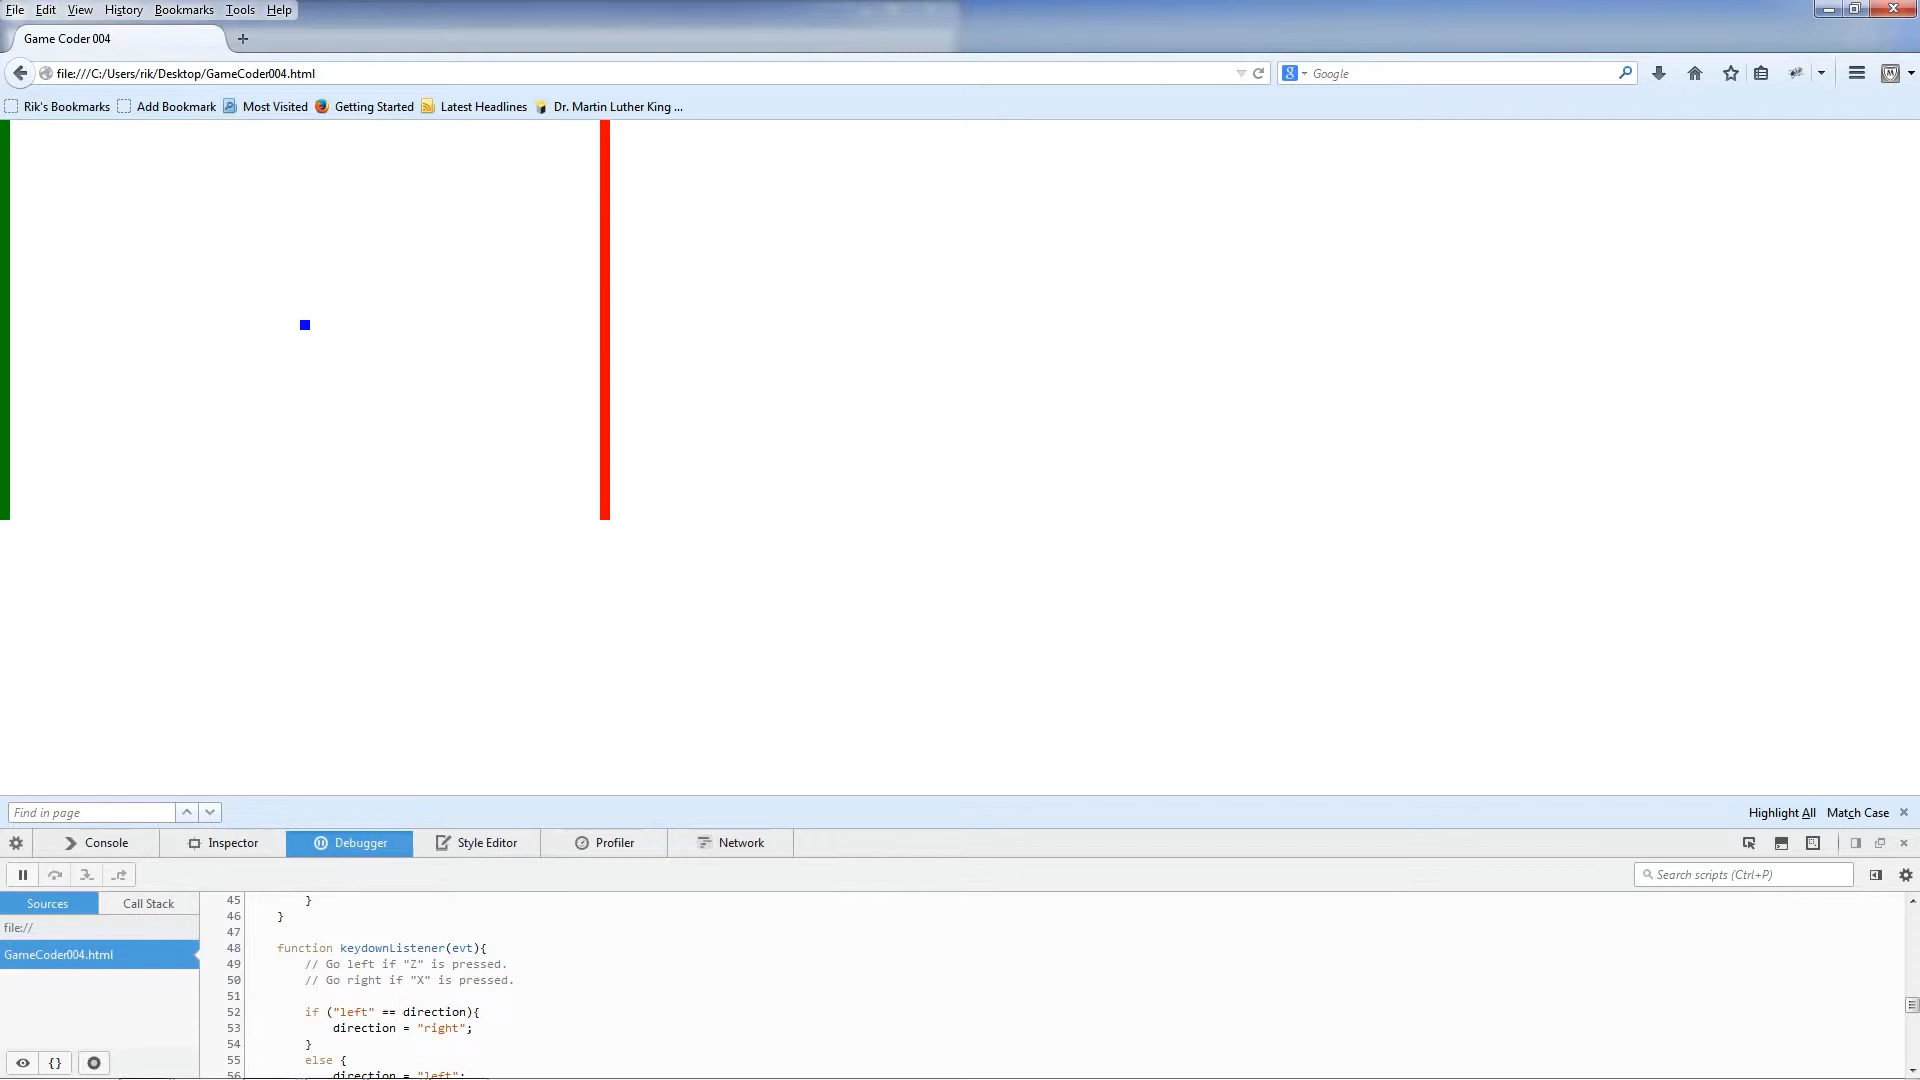 File Edit View History Bookmarks Tools Help
Game Coder 004
file:///C:/Users/rik/Desktop/GameCoder004.html
Google
Rik's Bookmarks Add Bookmark Most Visited Getting Started Latest Headlines Dr. Martin Luther King ...
Find in page Highlight All Match Case
Console Inspector Debugger Style Editor Profiler Network
Search scripts (Ctrl+P)
Sources Call Stack
file://
GameCoder004.html
45 }
46 }
47
48 function keydownListener(evt){
49 // Go left if "Z" is pressed.
50 // Go right if "X" is pressed.
51
52 if ("left" == direction){
53 direction = "right";
54 }
55 else {
56 direction = "left";